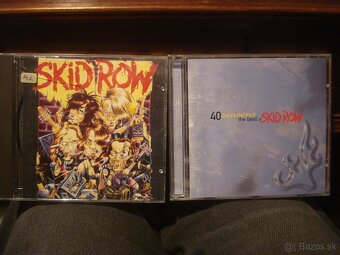 SKID ROW
40 SEASONS
the best of SKID ROW
© Bazos.sk